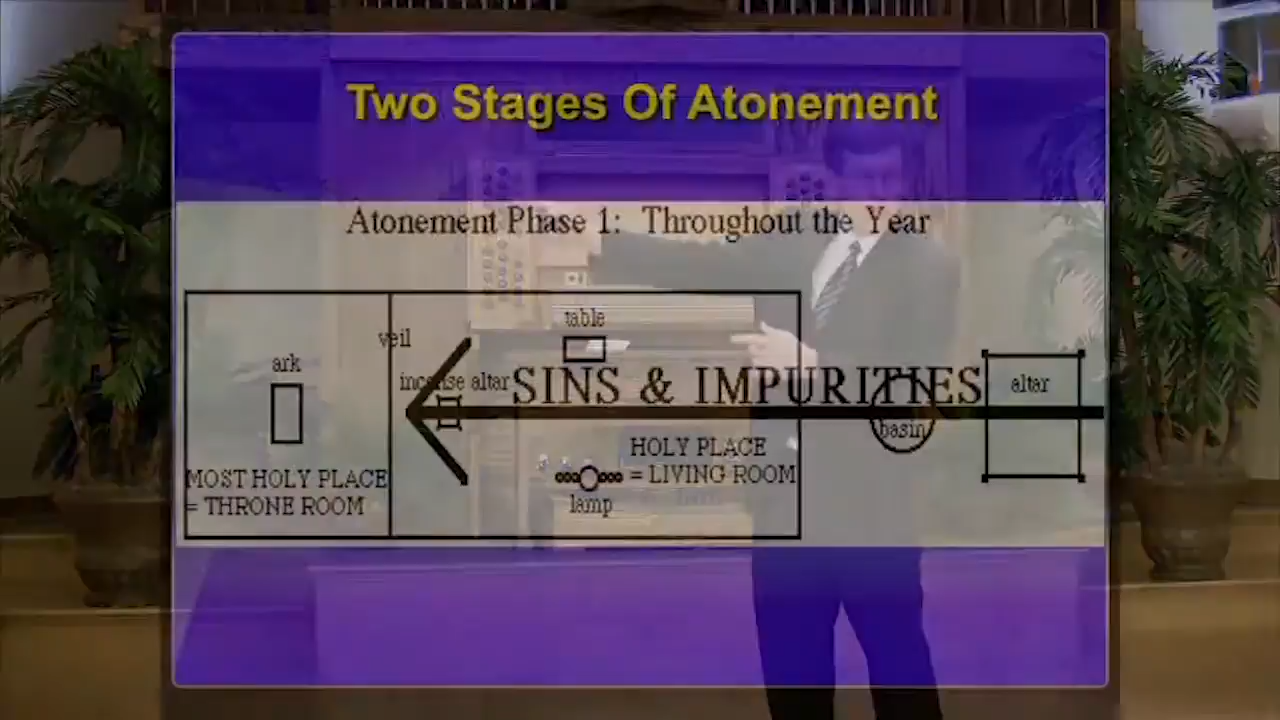 Two Stages Of Atonement
Atonement Phase 1: Throughout the Year
table
veil
ark
incense altar
SINS & IMPURITIES
altar
basin
HOLY PLACE
= LIVING ROOM
MOST HOLY PLACE
= THRONE ROOM
lamp